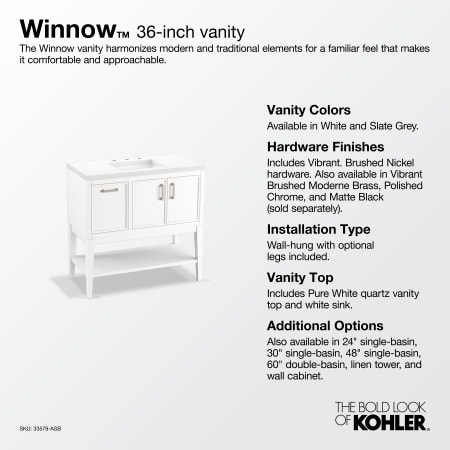 Winnow™ 36-inch vanity
The Winnow vanity harmonizes modern and traditional elements for a familiar feel that makes
it comfortable and approachable.
Vanity Colors
Available in White and Slate Grey.
Hardware Finishes
Includes Vibrant. Brushed Nickel
hardware. Also available in Vibrant
Brushed Moderne Brass, Polished
Chrome, and Matte Black
(sold separately).
Installation Type
Wall-hung with optional
legs included.
Vanity Top
Includes Pure White quartz vanity
top and white sink.
Additional Options
Also available in 24" single-basin,
30" single-basin, 48" single-basin,
60" double-basin, linen tower, and
wall cabinet.
THE BOLD LOOK
OF KOHLER®
SKU: 33579-ASB